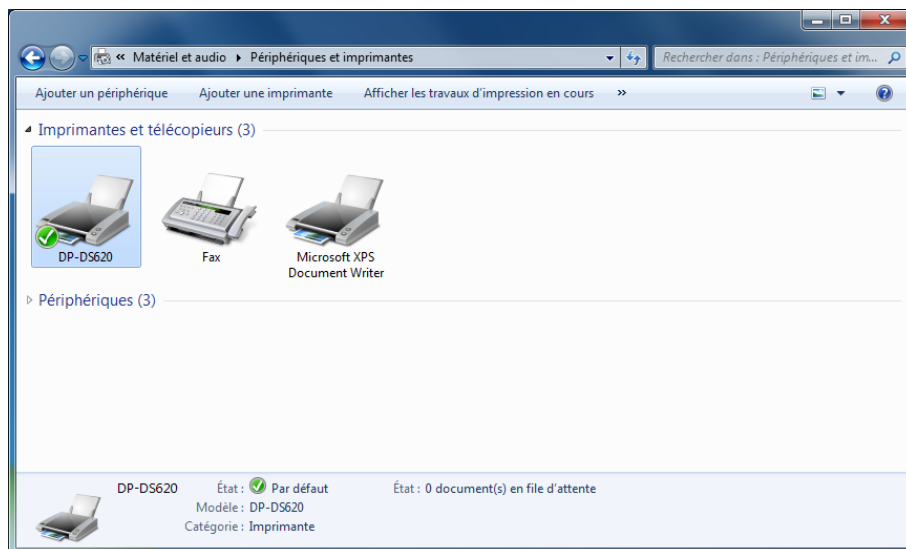 « Matériel et audio ▸ Périphériques et imprimantes
Rechercher dans : Périphériques et im...
Ajouter un périphérique Ajouter une imprimante Afficher les travaux d'impression en cours »
Imprimantes et télécopieurs (3)
DP-DS620
Fax
Microsoft XPS
Document Writer
Périphériques (3)
DP-DS620 État : Par défaut État : 0 document(s) en file d'attente
Modèle : DP-DS620
Catégorie : Imprimante